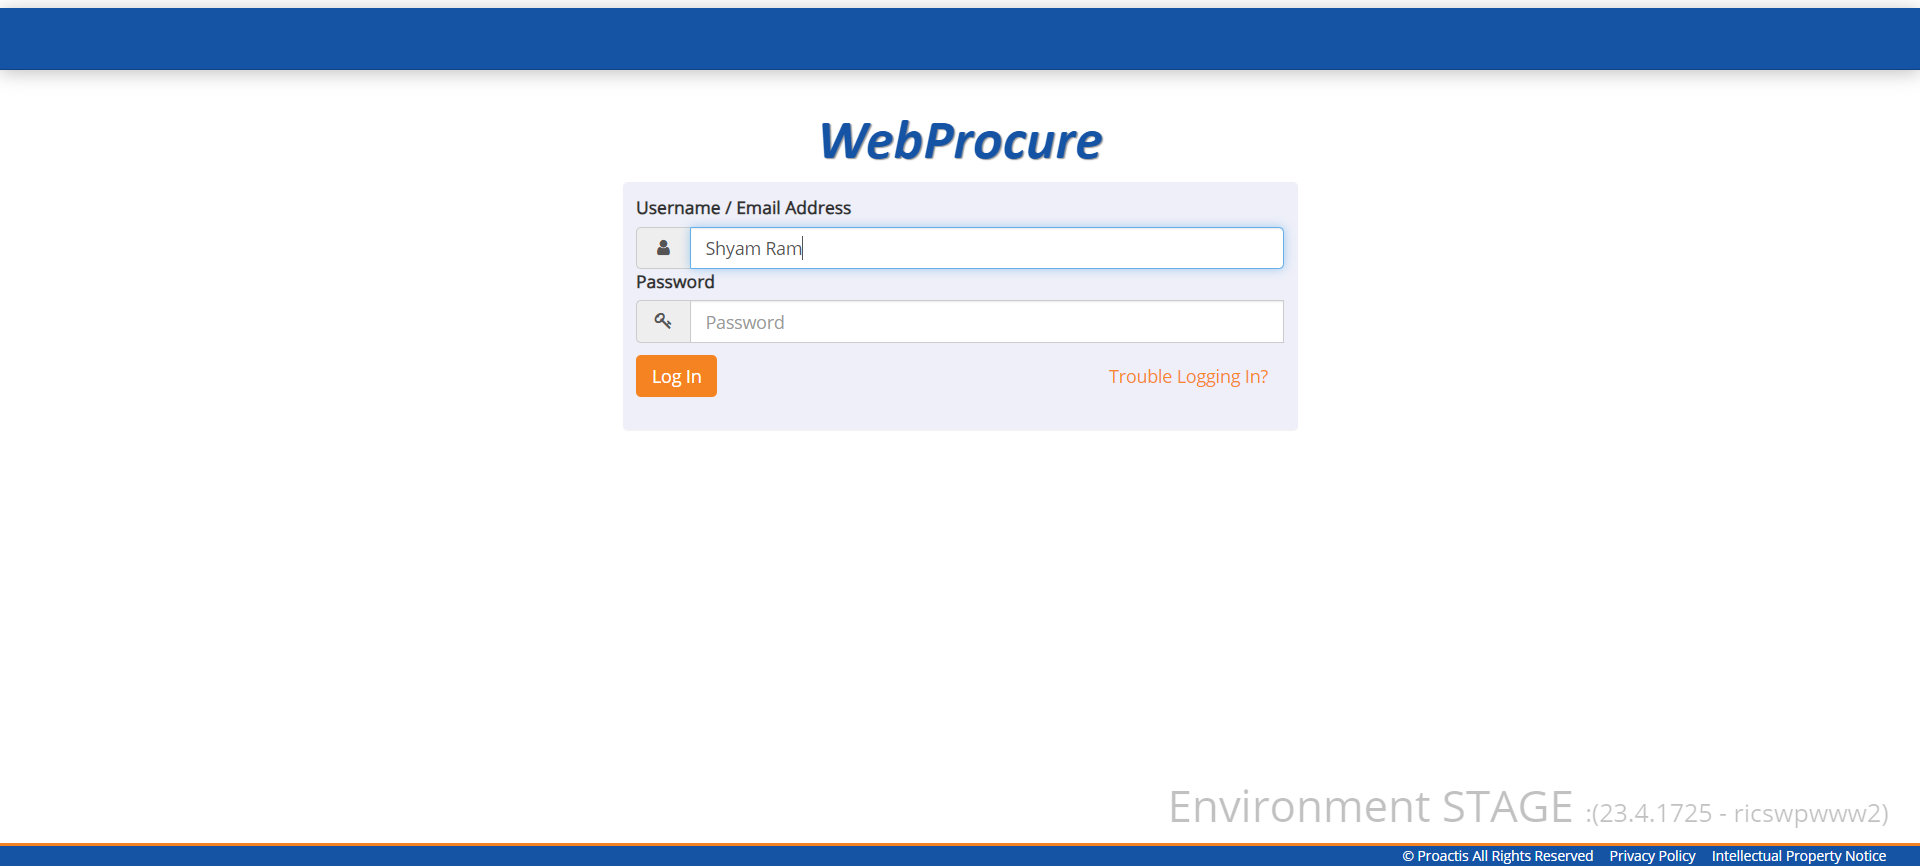 WebProcure
Username / Email Address
Shyam Ram
Password
Password
Log In Trouble Logging In?
Environment STAGE :(23.4.1725 - ricswpwww2)
© Proactis All Rights Reserved Privacy Policy Intellectual Property Notice